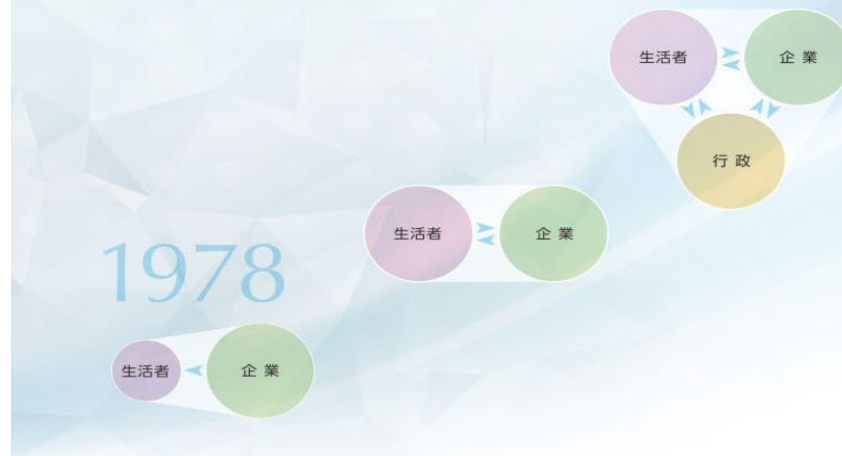 生活者 企業
行政
生活者 企業
1978
生活者 企業